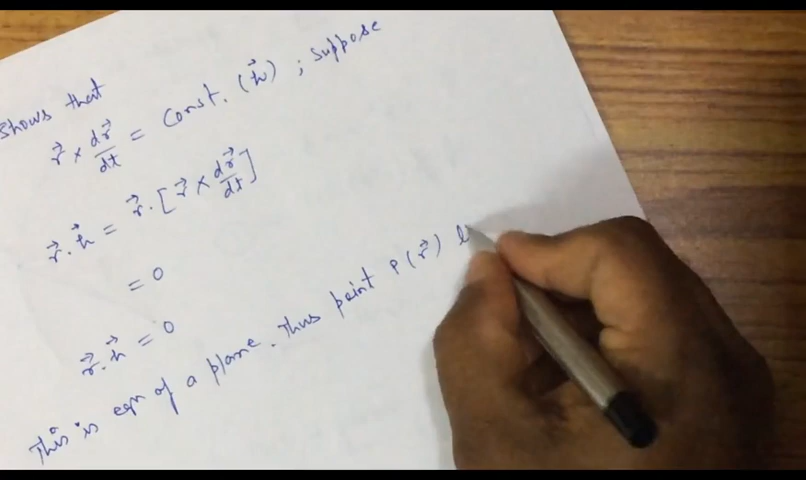 Shows that
r⃗ × dr⃗/dt = Const. (h⃗) ; suppose
r⃗ . h⃗ = r⃗ . [r⃗ × dr⃗/dt]
= 0
r⃗ . h⃗ = 0
This is eqn of a plane. Thus point P(r⃗)